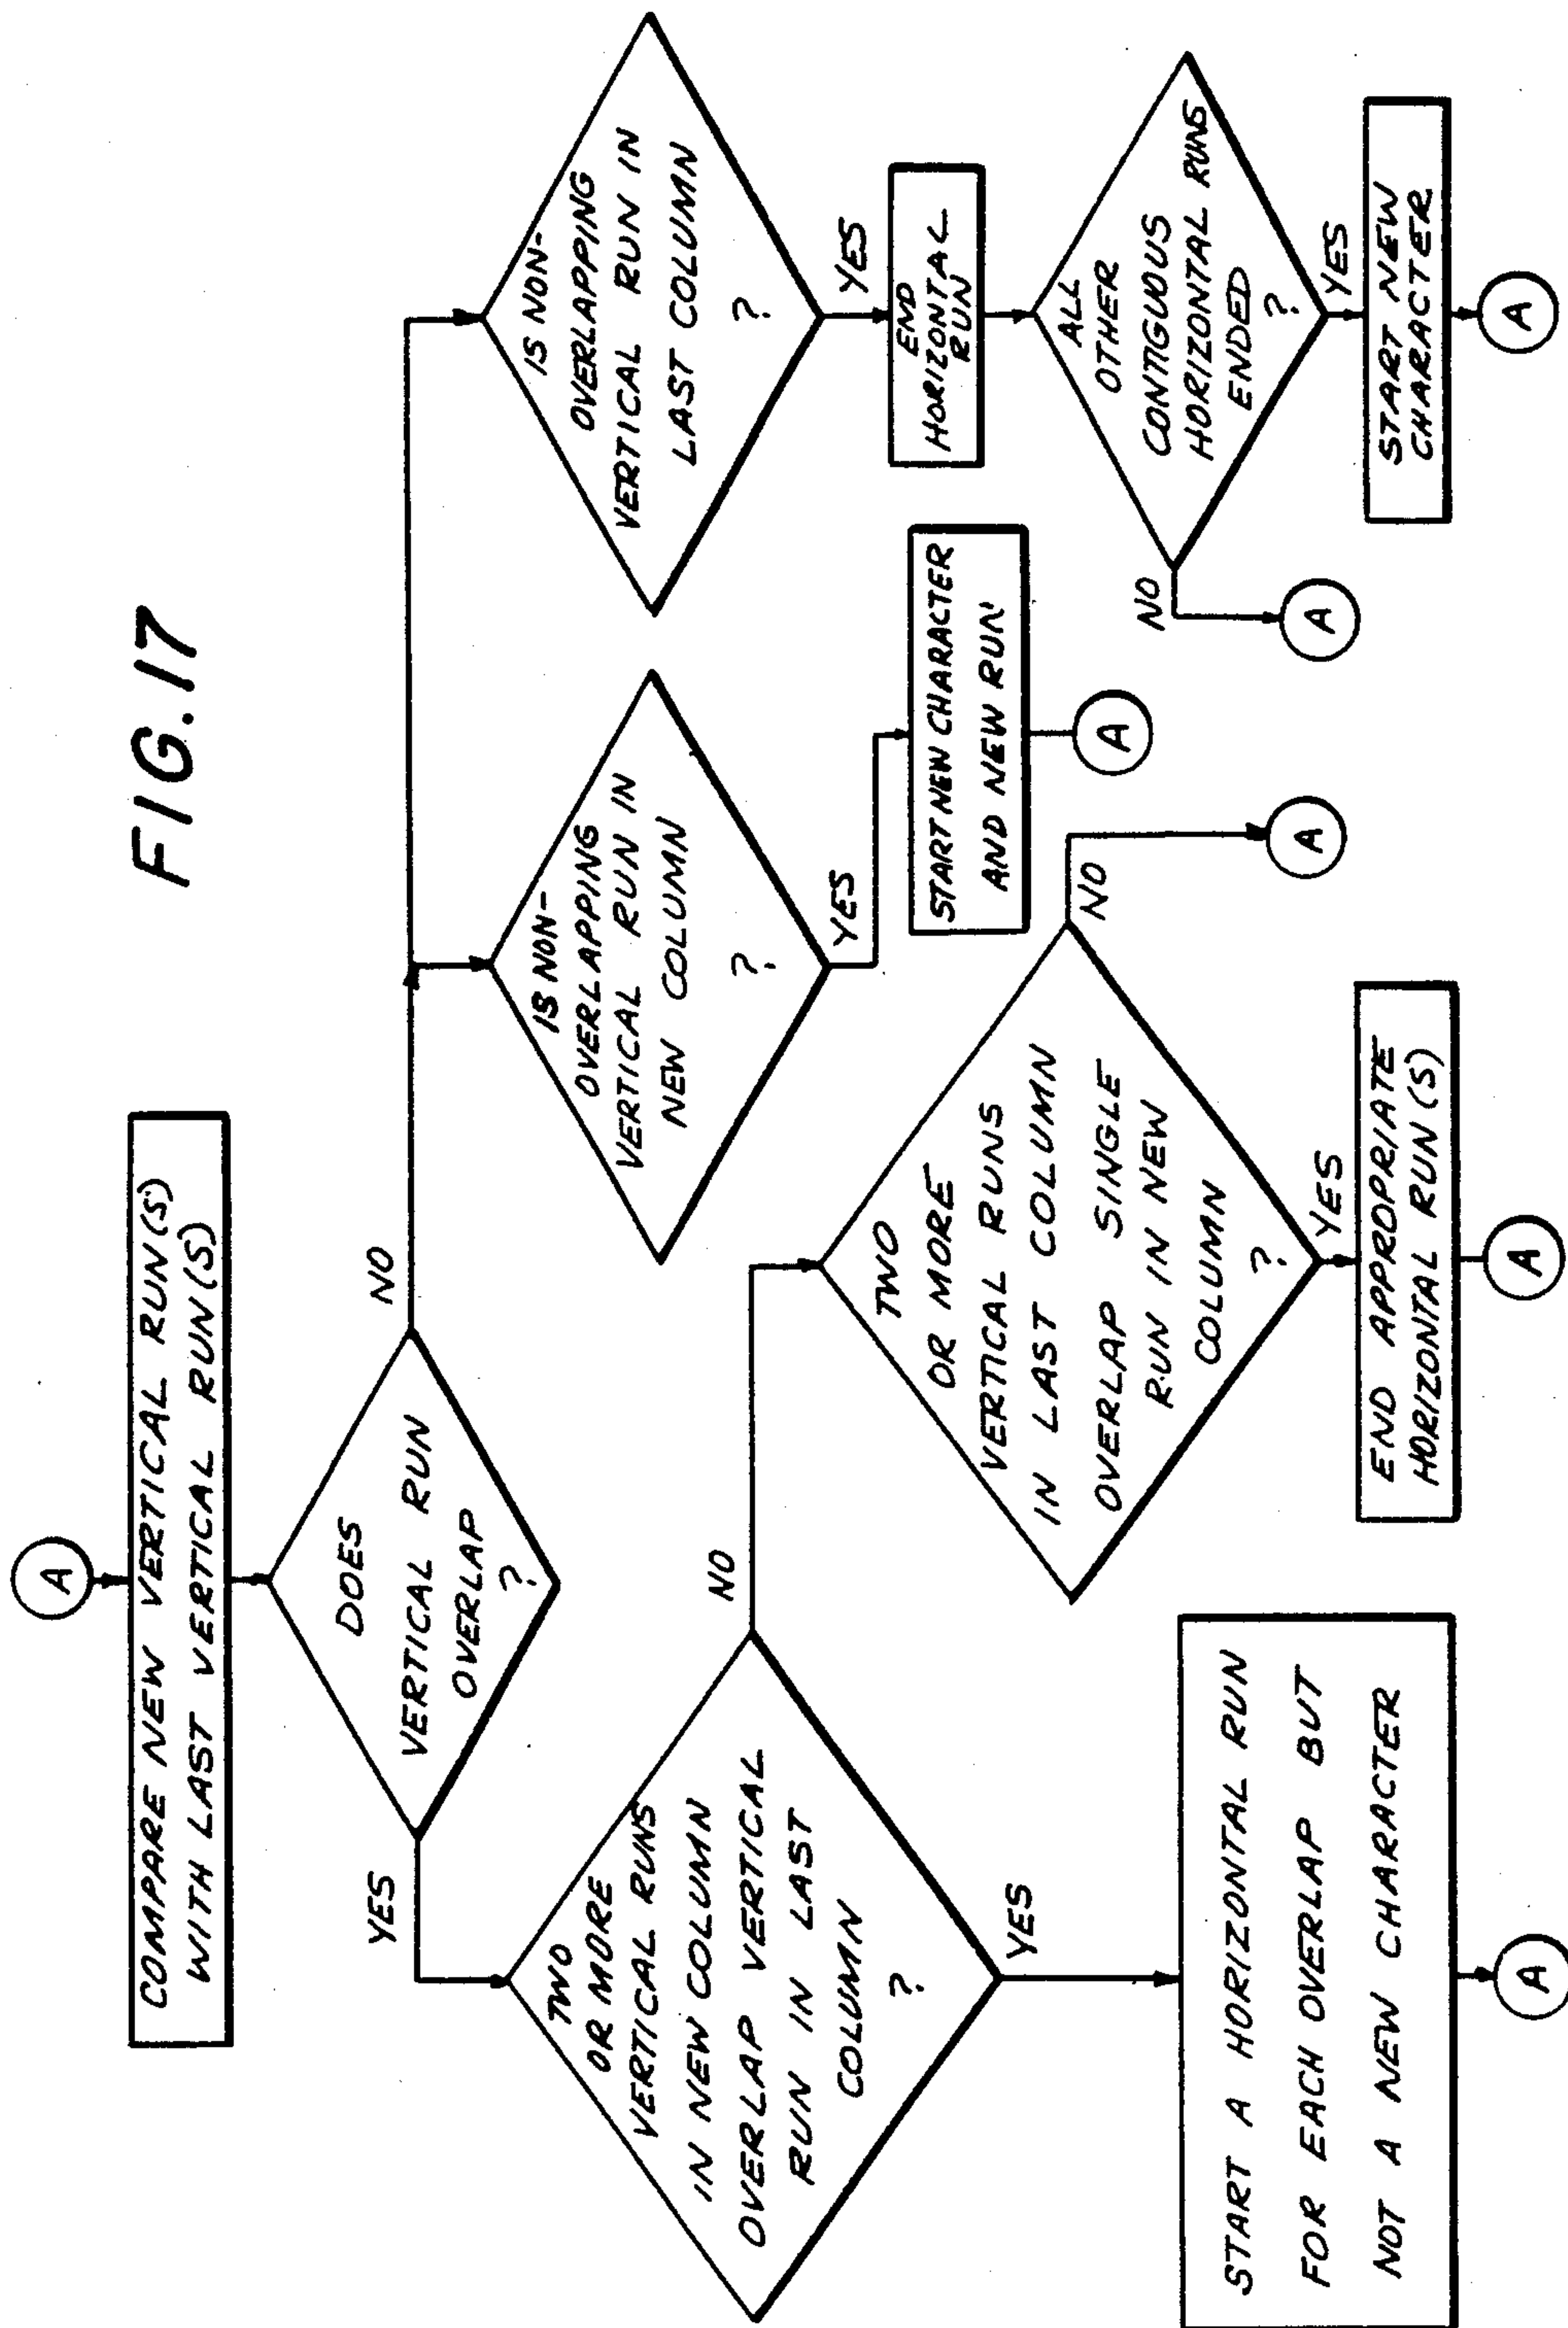 FIG.17
A
COMPARE NEW VERTICAL RUN(S)
WITH LAST VERTICAL RUN(S)
DOES
VERTICAL RUN
OVERLAP
?
YES
NO
TWO
OR MORE
VERTICAL RUNS
IN NEW COLUMN
OVERLAP VERTICAL
RUN IN LAST
COLUMN
?
NO
YES
START A HORIZONTAL RUN
FOR EACH OVERLAP BUT
NOT A NEW CHARACTER
A
TWO
OR MORE
VERTICAL RUNS
IN LAST COLUMN
OVERLAP SINGLE
RUN IN NEW
COLUMN
?
NO
A
YES
END APPROPRIATE
HORIZONTAL RUN(S)
A
IS NON-
OVERLAPPING
VERTICAL RUN IN
NEW COLUMN
?
YES
START NEW CHARACTER
AND NEW RUN
A
IS NON-
OVERLAPPING
VERTICAL RUN IN
LAST COLUMN
?
YES
END
HORIZONTAL
RUN
ALL
OTHER
CONTIGUOUS
HORIZONTAL RUNS
ENDED
?
NO
A
YES
START NEW
CHARACTER
A